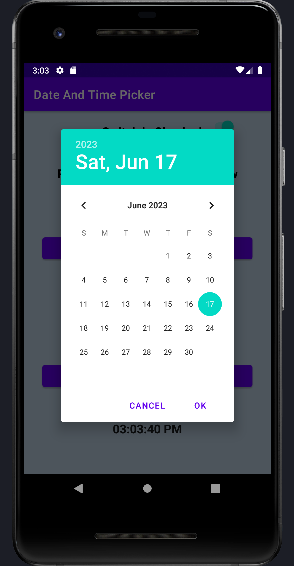 3:03
Date And Time Picker
2023
Sat, Jun 17
June 2023
S M T W T F S
1 2 3
4 5 6 7 8 9 10
11 12 13 14 15 16 17
18 19 20 21 22 23 24
25 26 27 28 29 30
CANCEL OK
03:03:40 PM